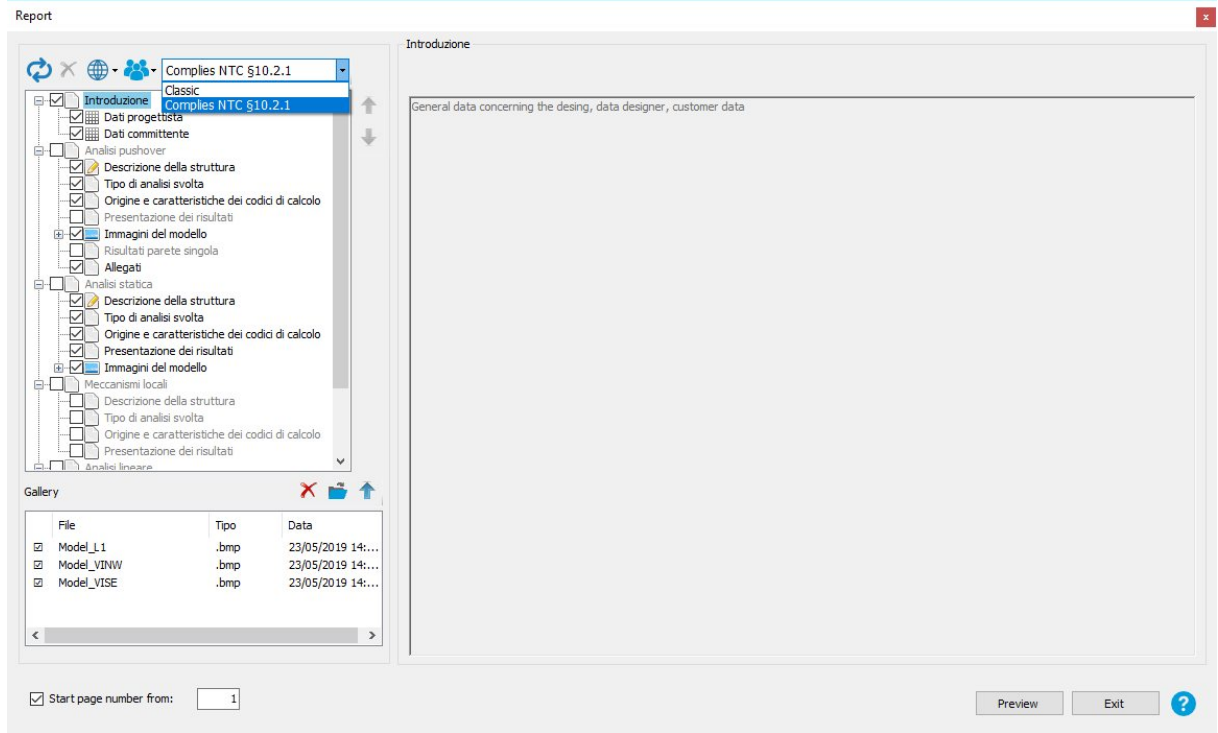 Report
x
Complies NTC §10.2.1
Classic
Complies NTC §10.2.1
Introduzione
Dati progettista
Dati committente
Analisi pushover
Descrizione della struttura
Tipo di analisi svolta
Origine e caratteristiche dei codici di calcolo
Presentazione dei risultati
Immagini del modello
Risultati parete singola
Allegati
Analisi statica
Descrizione della struttura
Tipo di analisi svolta
Origine e caratteristiche dei codici di calcolo
Presentazione dei risultati
Immagini del modello
Meccanismi locali
Descrizione della struttura
Tipo di analisi svolta
Origine e caratteristiche dei codici di calcolo
Presentazione dei risultati
Analisi lineare
Gallery
File Tipo Data
Model_L1 .bmp 23/05/2019 14:...
Model_VINW .bmp 23/05/2019 14:...
Model_VISE .bmp 23/05/2019 14:...
Start page number from: 1
Introduzione
General data concerning the desing, data designer, customer data
Preview Exit ?